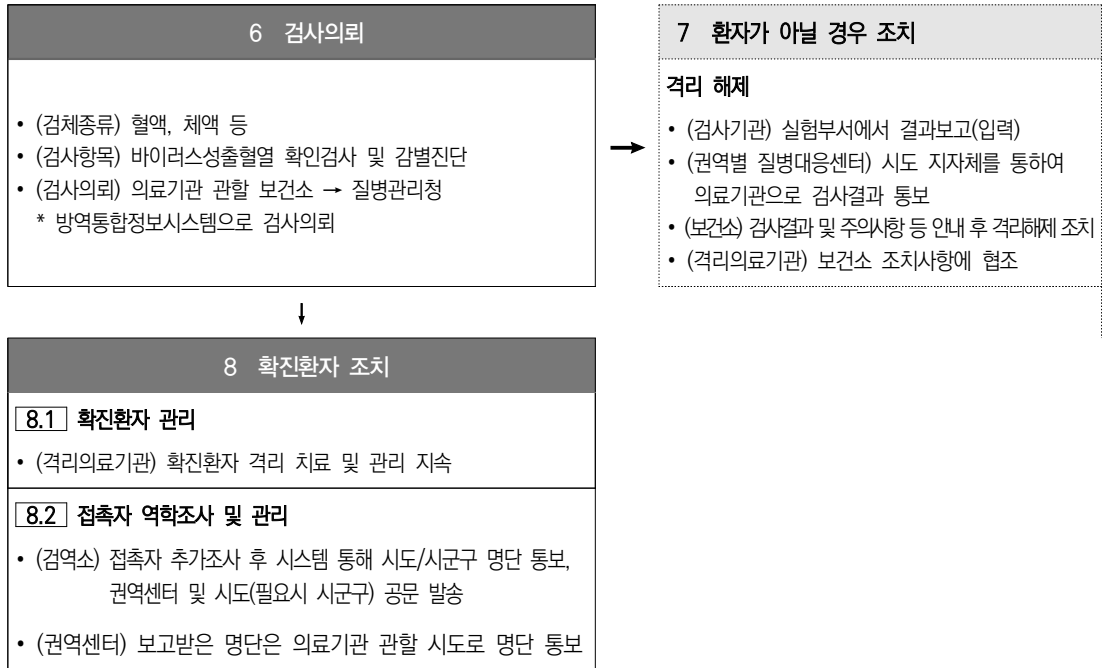 6 검사의뢰
• (검체종류) 혈액, 체액 등
• (검사항목) 바이러스성출혈열 확인검사 및 감별진단
• (검사의뢰) 의료기관 관할 보건소 → 질병관리청
* 방역통합정보시스템으로 검사의뢰
7 환자가 아닐 경우 조치
격리 해제
• (검사기관) 실험부서에서 결과보고(입력)
• (권역별 질병대응센터) 시도 지자체를 통하여
의료기관으로 검사결과 통보
• (보건소) 검사결과 및 주의사항 등 안내 후 격리해제 조치
• (격리의료기관) 보건소 조치사항에 협조
8 확진환자 조치
8.1 확진환자 관리
• (격리의료기관) 확진환자 격리 치료 및 관리 지속
8.2 접촉자 역학조사 및 관리
• (검역소) 접촉자 추가조사 후 시스템 통해 시도/시군구 명단 통보,
권역센터 및 시도(필요시 시군구) 공문 발송
• (권역센터) 보고받은 명단은 의료기관 관할 시도로 명단 통보